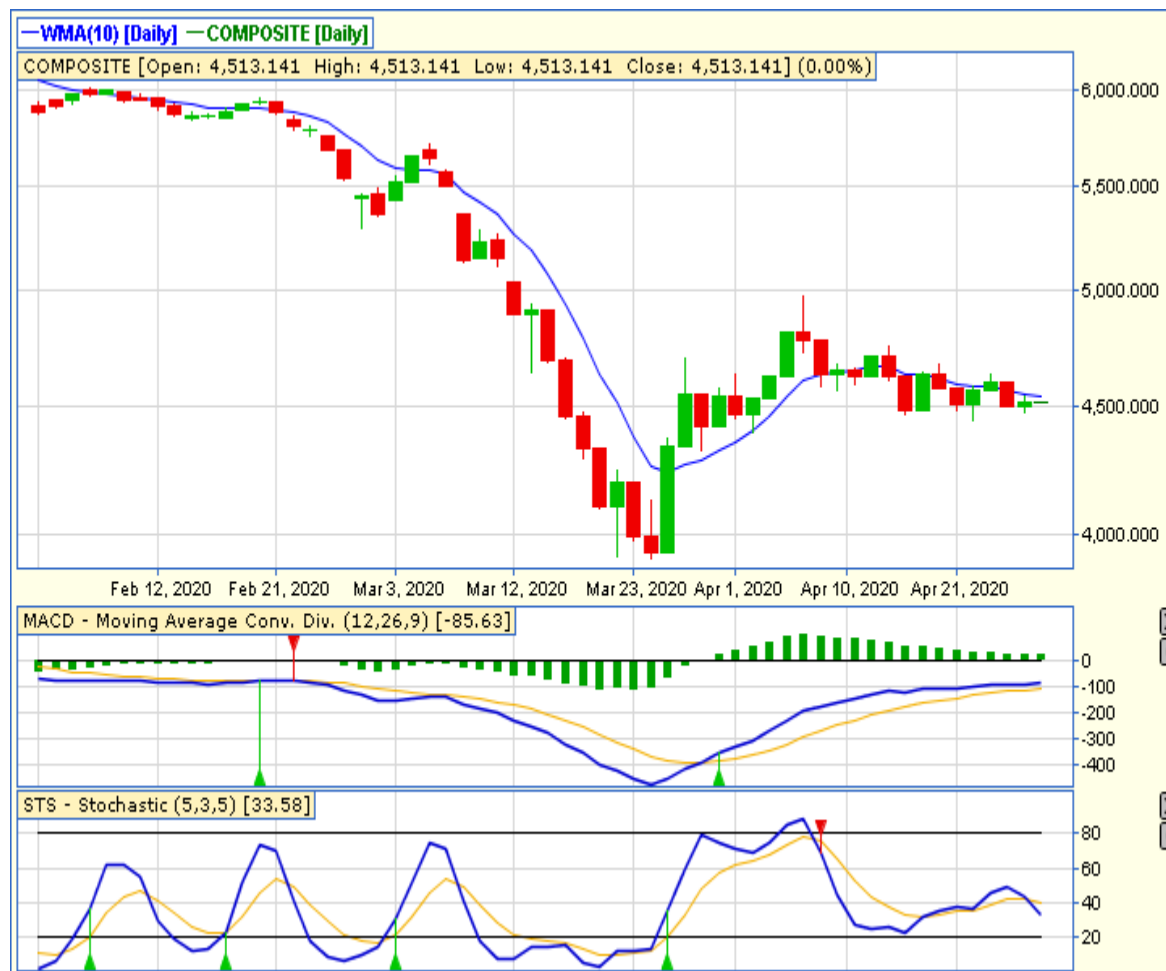 WMA(10) [Daily] COMPOSITE [Daily]
COMPOSITE [Open: 4,513.141 High: 4,513.141 Low: 4,513.141 Close: 4,513.141] (0.00%)
6,000.000
5,500.000
5,000.000
4,500.000
4,000.000
Feb 12, 2020 Feb 21, 2020 Mar 3, 2020 Mar 12, 2020 Mar 23, 2020 Apr 1, 2020 Apr 10, 2020 Apr 21, 2020
MACD - Moving Average Conv. Div. (12,26,9) [-85.63]
0
-100
-200
-300
-400
STS - Stochastic (5,3,5) [33.58]
80
60
40
20